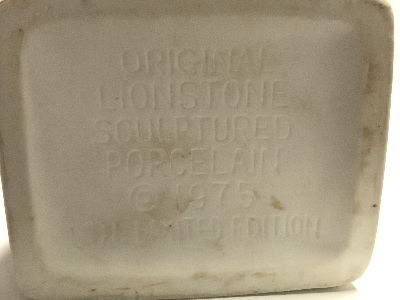 ORIGINAL
LIONSTONE
SCULPTURED
PORCELAIN
© 1975
LIMITED EDITION